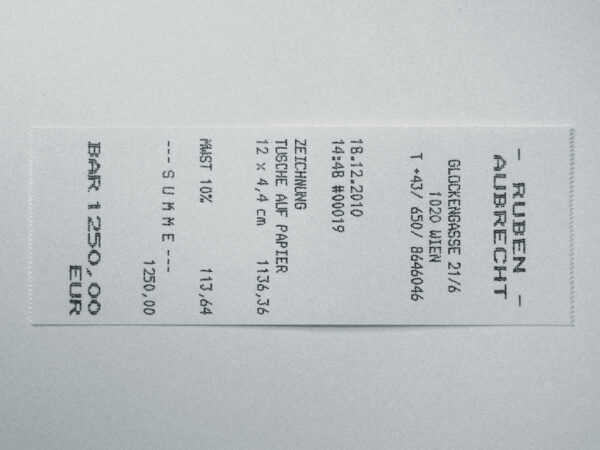 - RUBEN -
AUBRECHT
GLOCKENGASSE 21/6
1020 WIEN
T +43/ 650/ 8646046
18.12.2010
14:48 #00019
ZEICHNUNG
TUSCHE AUF PAPIER
12 x 4,4 cm 1136,36
MWST 10% 113,64
--- S U M M E ---
1250,00
BAR 1250,00
EUR